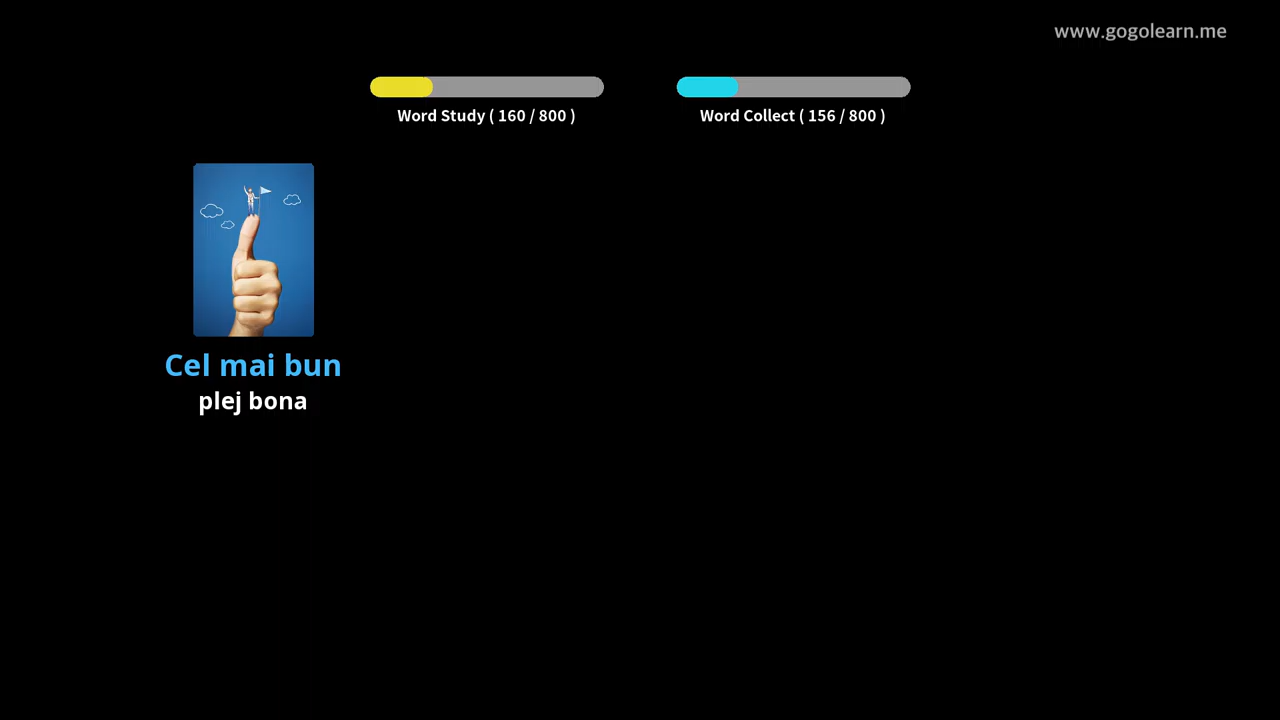 www.gogolearn.me
Word Study ( 160 / 800 )
Word Collect ( 156 / 800 )
Cel mai bun
plej bona